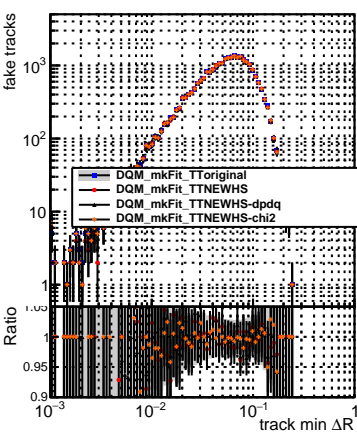 fake tracks
10³
10²
10
1
DQM_mkFit_TToriginal
DQM_mkFit_TTNEWHS
DQM_mkFit_TTNEWHS-dpdq
DQM_mkFit_TTNEWHS-chi2
Ratio
1.05
1
0.95
0.9
10⁻³ 10⁻² 10⁻¹ 1
track min ΔR